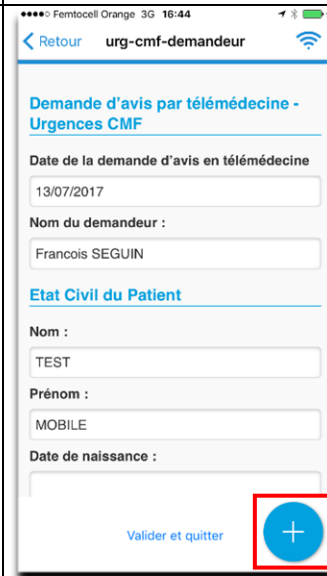 Femtocell Orange 3G 16:44
Retour urg-cmf-demandeur
Demande d'avis par télémédecine -
Urgences CMF
Date de la demande d'avis en télémédecine
13/07/2017
Nom du demandeur :
Francois SEGUIN
Etat Civil du Patient
Nom :
TEST
Prénom :
MOBILE
Date de naissance :
Valider et quitter
+